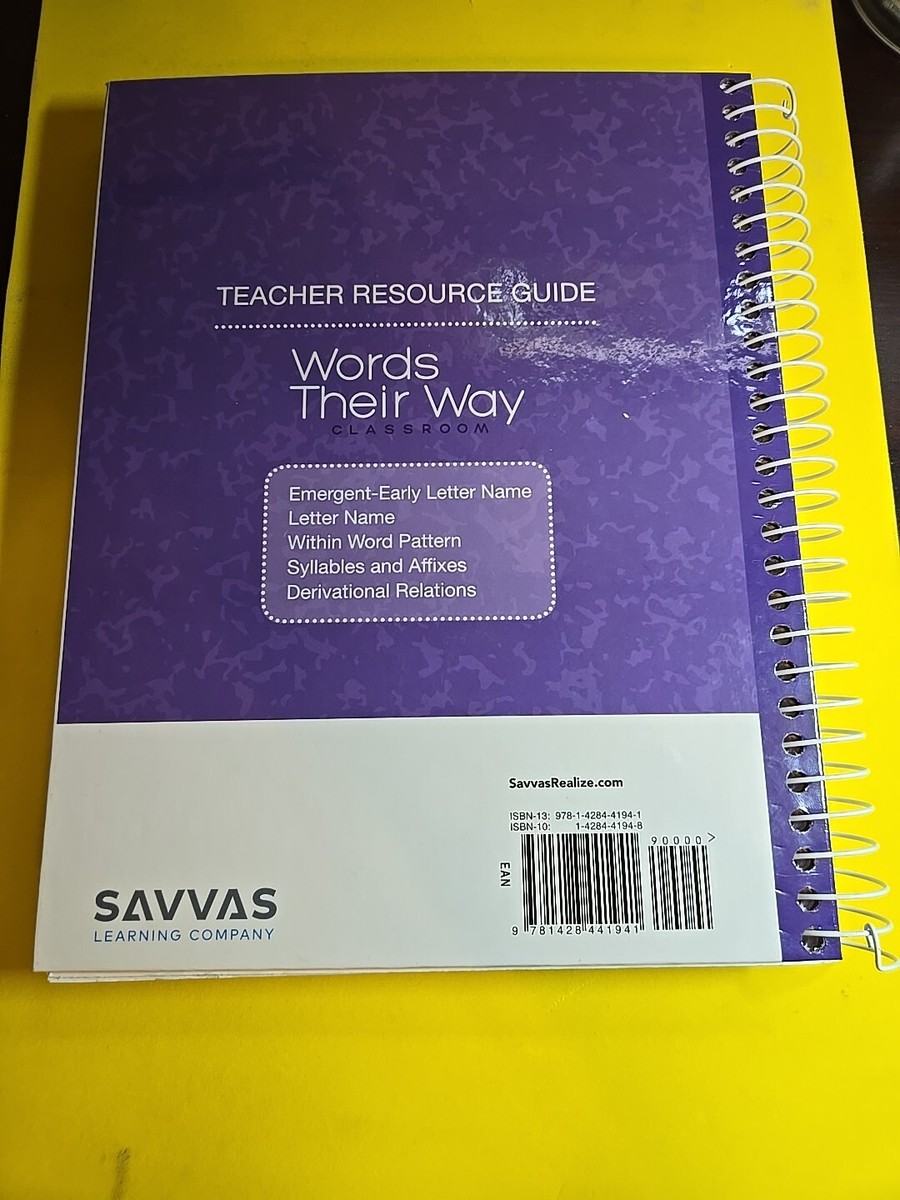 TEACHER RESOURCE GUIDE
Words
Their Way
CLASSROOM
Emergent-Early Letter Name
Letter Name
Within Word Pattern
Syllables and Affixes
Derivational Relations
SavvasRealize.com
ISBN-13: 978-1-4284-4194-1
ISBN-10: 1-4284-4194-8
90000>
EAN
9 781428 441941
SAVVAS
LEARNING COMPANY